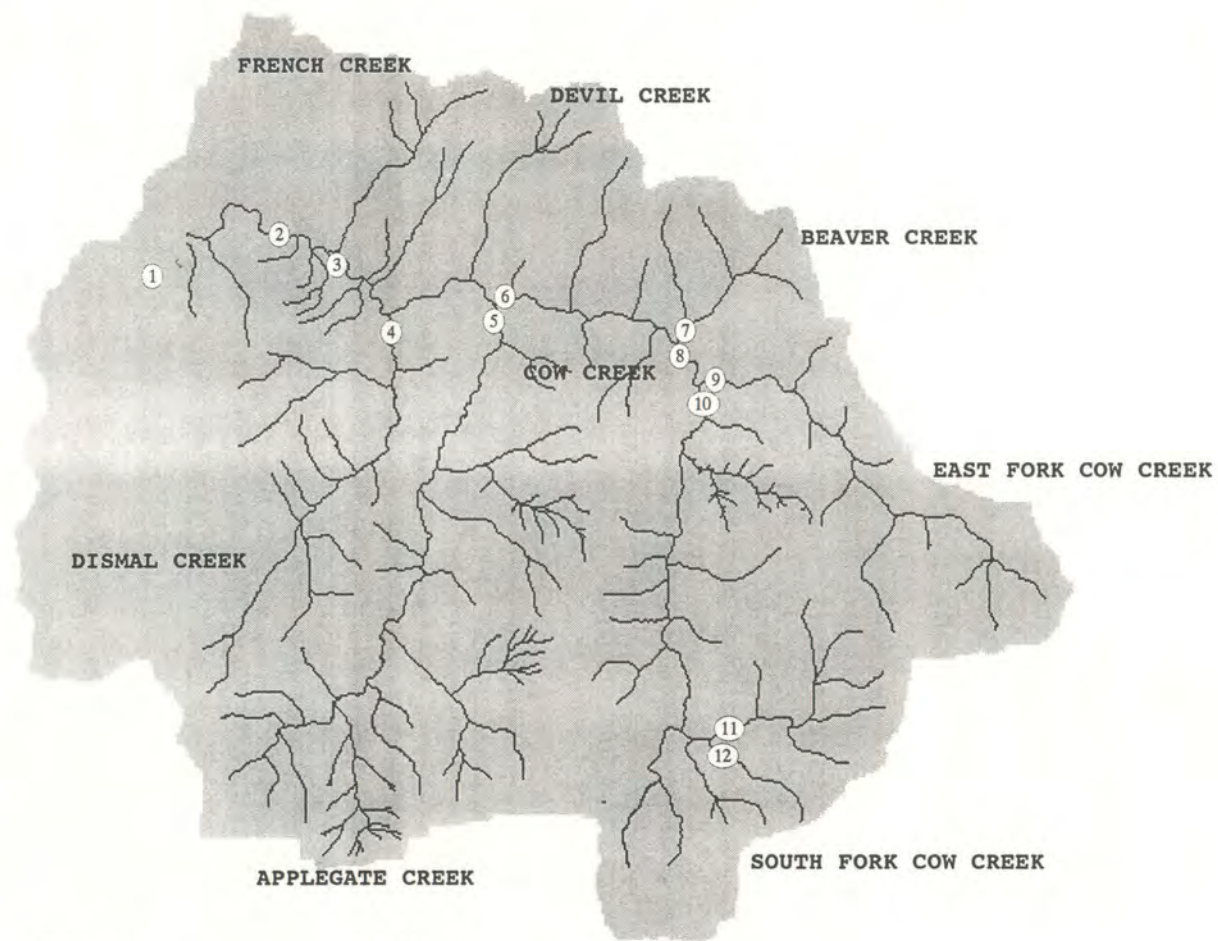 FRENCH CREEK
DEVIL CREEK
2
BEAVER CREEK
3
1
6
5
4
7
8
COW CREEK
9
10
EAST FORK COW CREEK
DISMAL CREEK
11
12
SOUTH FORK COW CREEK
APPLEGATE CREEK